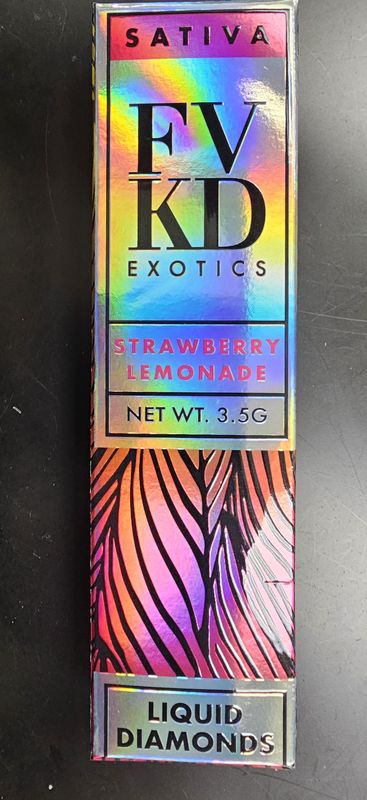 SATIVA
FV
KD
EXOTICS
STRAWBERRY
LEMONADE
NET WT. 3.5G
LIQUID
DIAMONDS